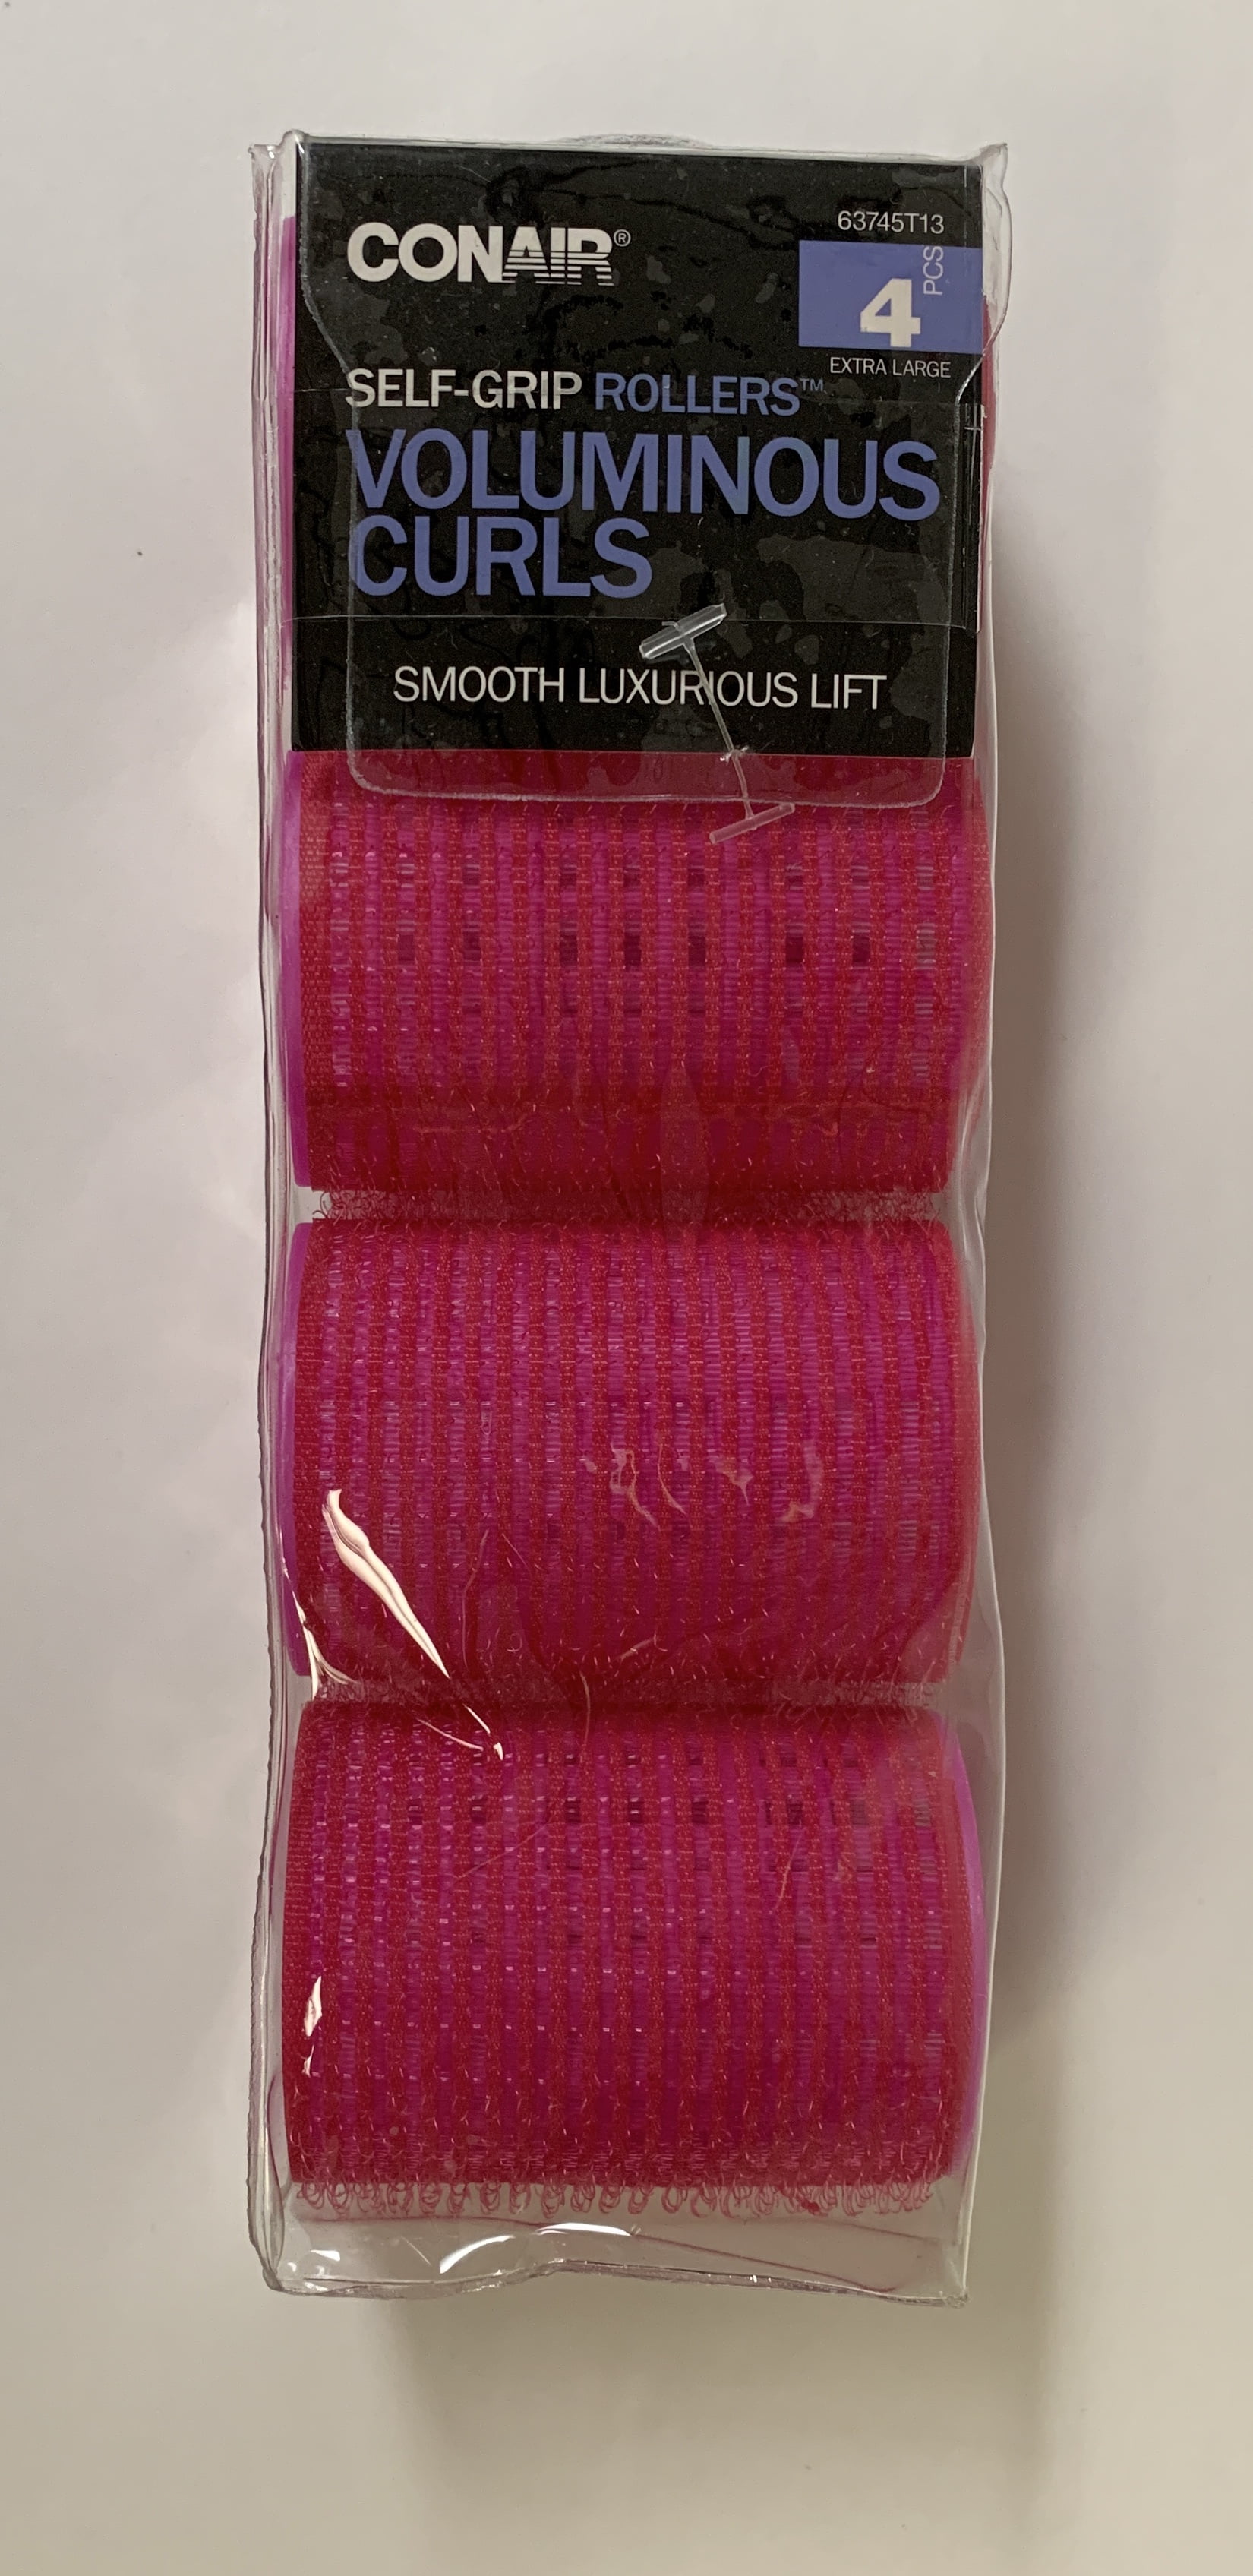 CONAIR®
63745T13
4 PCS
EXTRA LARGE
SELF-GRIP ROLLERS™
VOLUMINOUS
CURLS
SMOOTH LUXURIOUS LIFT